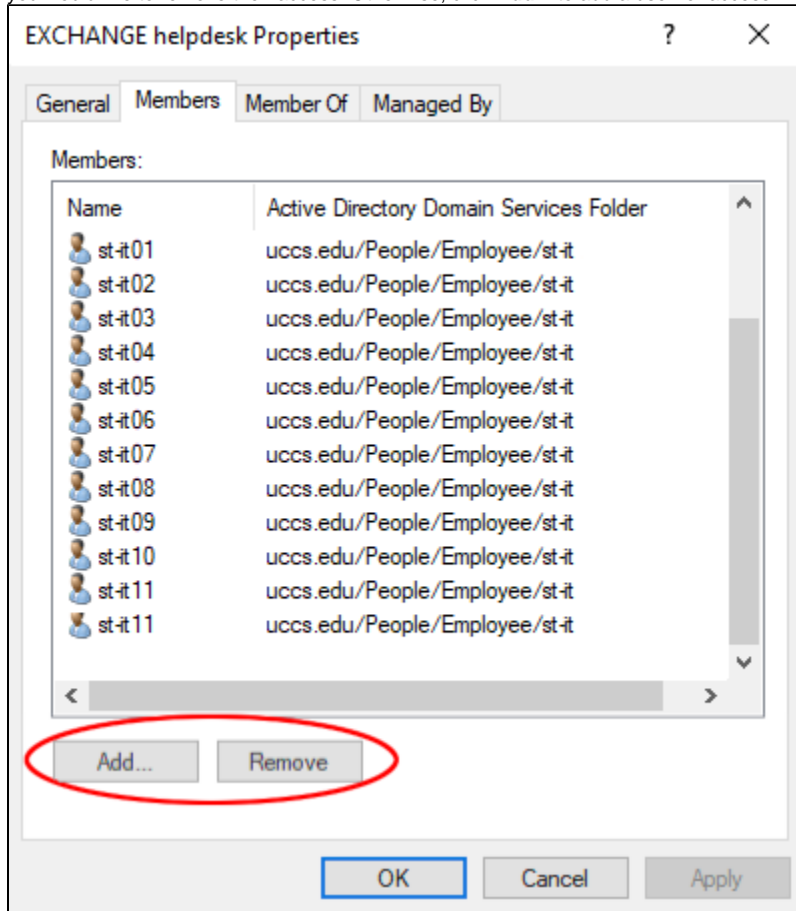 EXCHANGE helpdesk Properties ? ×
General Members Member Of Managed By
Members:
Name Active Directory Domain Services Folder
st-it01 uccs.edu/People/Employee/st-it
st-it02 uccs.edu/People/Employee/st-it
st-it03 uccs.edu/People/Employee/st-it
st-it04 uccs.edu/People/Employee/st-it
st-it05 uccs.edu/People/Employee/st-it
st-it06 uccs.edu/People/Employee/st-it
st-it07 uccs.edu/People/Employee/st-it
st-it08 uccs.edu/People/Employee/st-it
st-it09 uccs.edu/People/Employee/st-it
st-it10 uccs.edu/People/Employee/st-it
st-it11 uccs.edu/People/Employee/st-it
st-it11 uccs.edu/People/Employee/st-it
Add... Remove
OK Cancel Apply